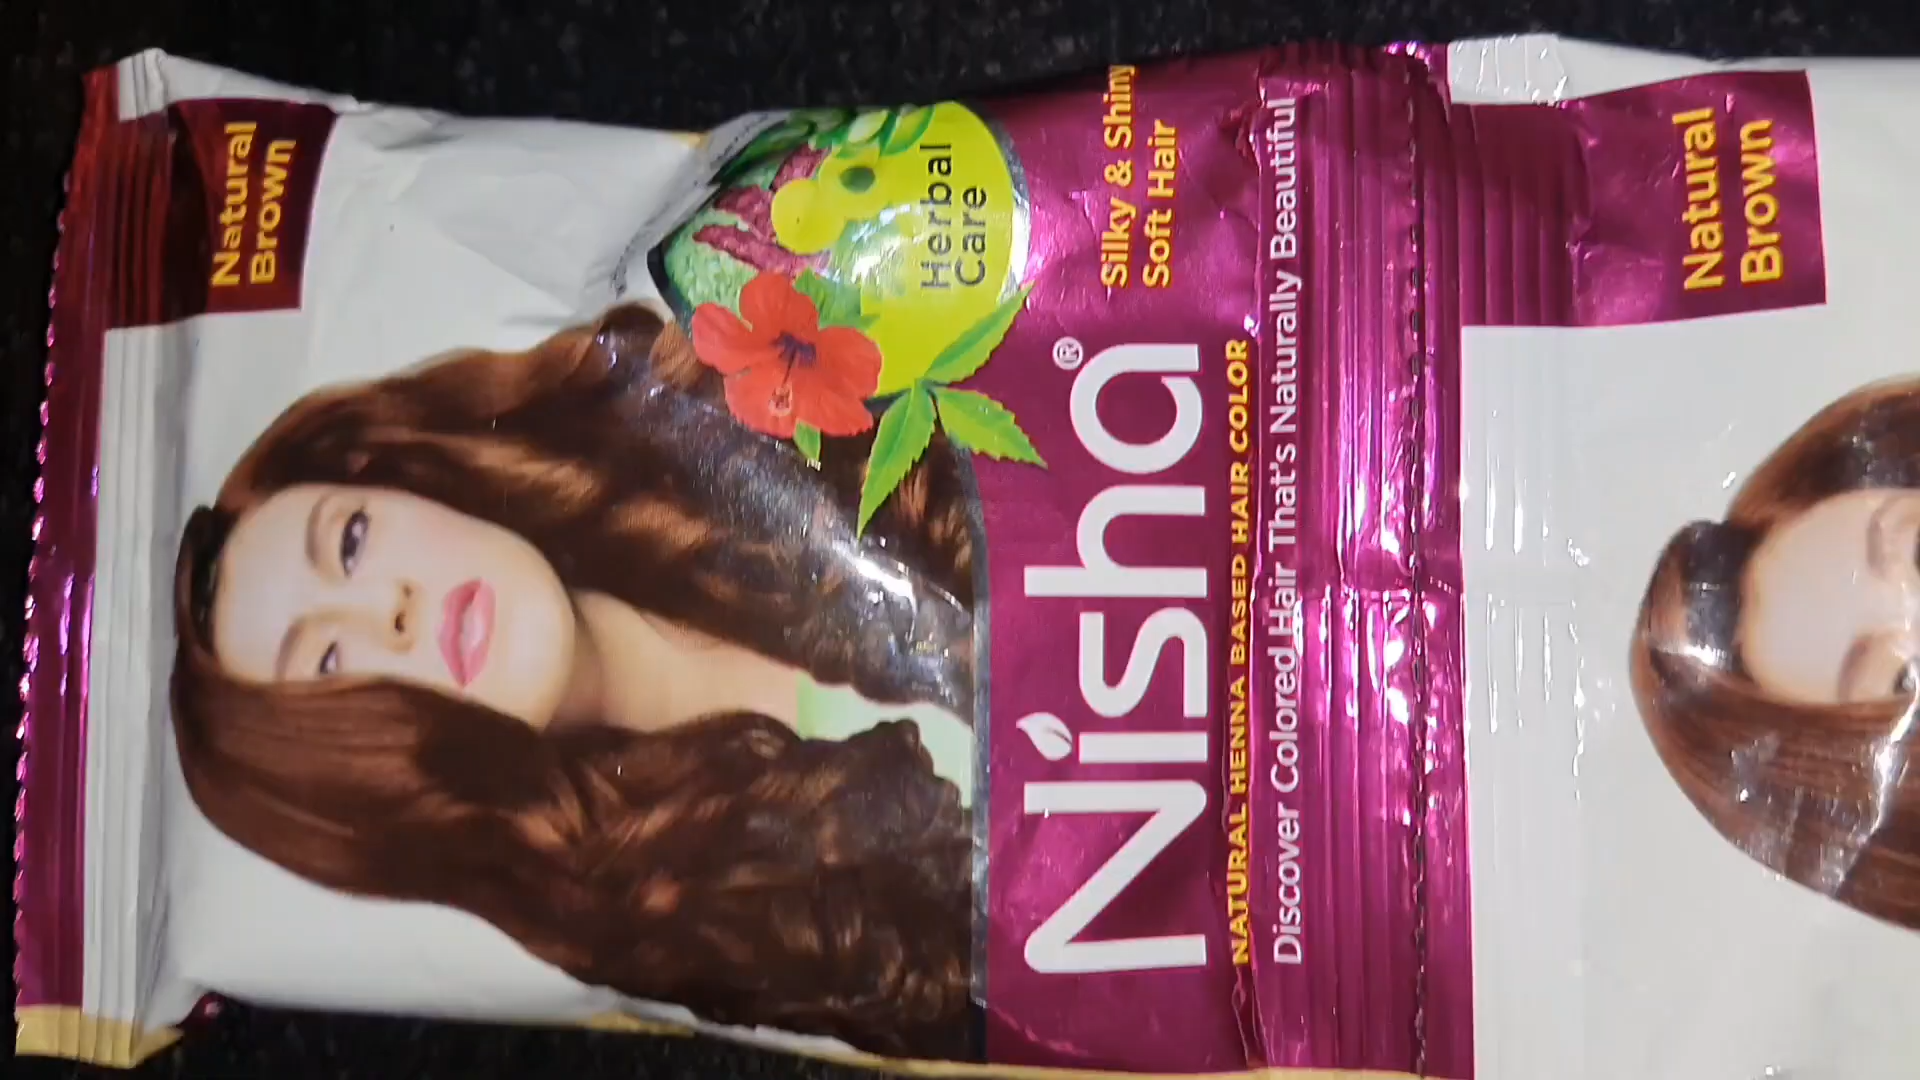 Natural
Brown
Herbal
Care
Silky & Shiny
Soft Hair
Nisha®
NATURAL HENNA BASED HAIR COLOR
Discover Colored Hair That's Naturally Beautiful
Natural
Brown